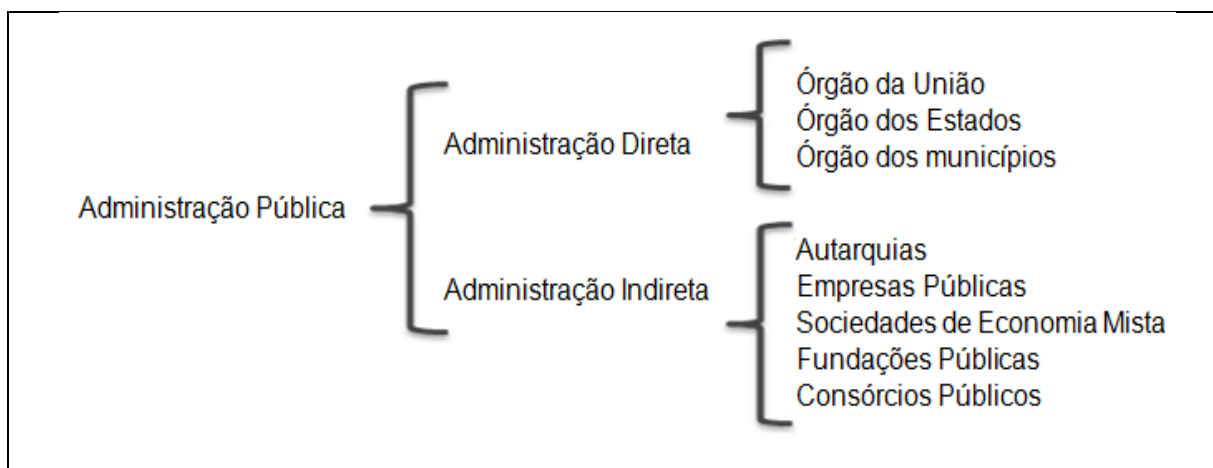 Administração Pública
Administração Direta
Órgão da União
Órgão dos Estados
Órgão dos municípios
Administração Indireta
Autarquias
Empresas Públicas
Sociedades de Economia Mista
Fundações Públicas
Consórcios Públicos